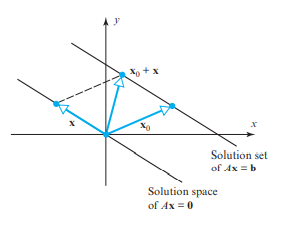 y
x₀ + x
x
x₀
x
Solution set
of Ax = b
Solution space
of Ax = 0